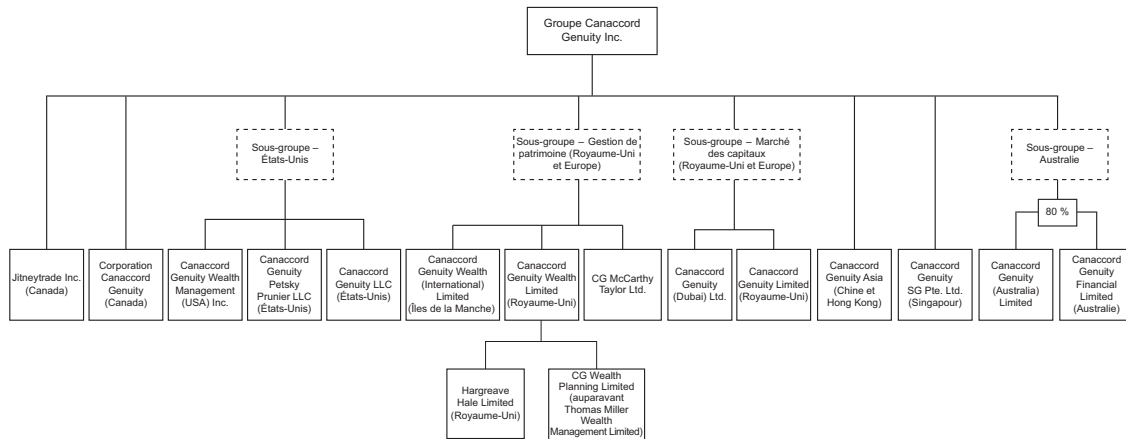 Groupe Canaccord
Genuity Inc.
Sous-groupe –
États-Unis
Sous-groupe – Gestion de
patrimoine (Royaume-Uni
et Europe)
Sous-groupe – Marché
des capitaux
(Royaume-Uni et Europe)
Sous-groupe –
Australie
80 %
Jitneytrade Inc.
(Canada)
Corporation
Canaccord
Genuity
(Canada)
Canaccord
Genuity Wealth
Management
(USA) Inc.
Canaccord
Genuity
Petsky
Prunier LLC
(États-Unis)
Canaccord
Genuity LLC
(États-Unis)
Canaccord
Genuity Wealth
(International)
Limited
(Îles de la Manche)
Canaccord
Genuity Wealth
Limited
(Royaume-Uni)
CG McCarthy
Taylor Ltd.
Canaccord
Genuity
(Dubai) Ltd.
Canaccord
Genuity Limited
(Royaume-Uni)
Canaccord
Genuity Asia
(Chine et
Hong Kong)
Canaccord
Genuity
SG Pte. Ltd.
(Singapour)
Canaccord
Genuity
(Australia)
Limited
Canaccord
Genuity
Financial
Limited
(Australie)
Hargreave
Hale Limited
(Royaume-Uni)
CG Wealth
Planning Limited
(auparavant
Thomas Miller
Wealth
Management Limited)